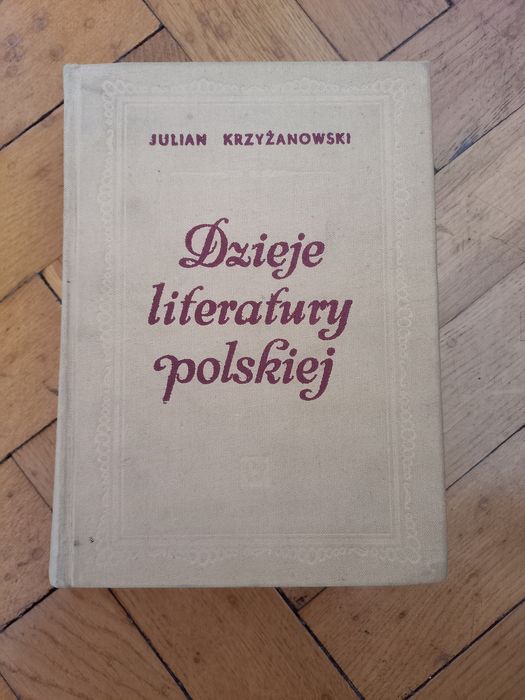 JULIAN KRZYŻANOWSKI
Dzieje
literatury
polskiej